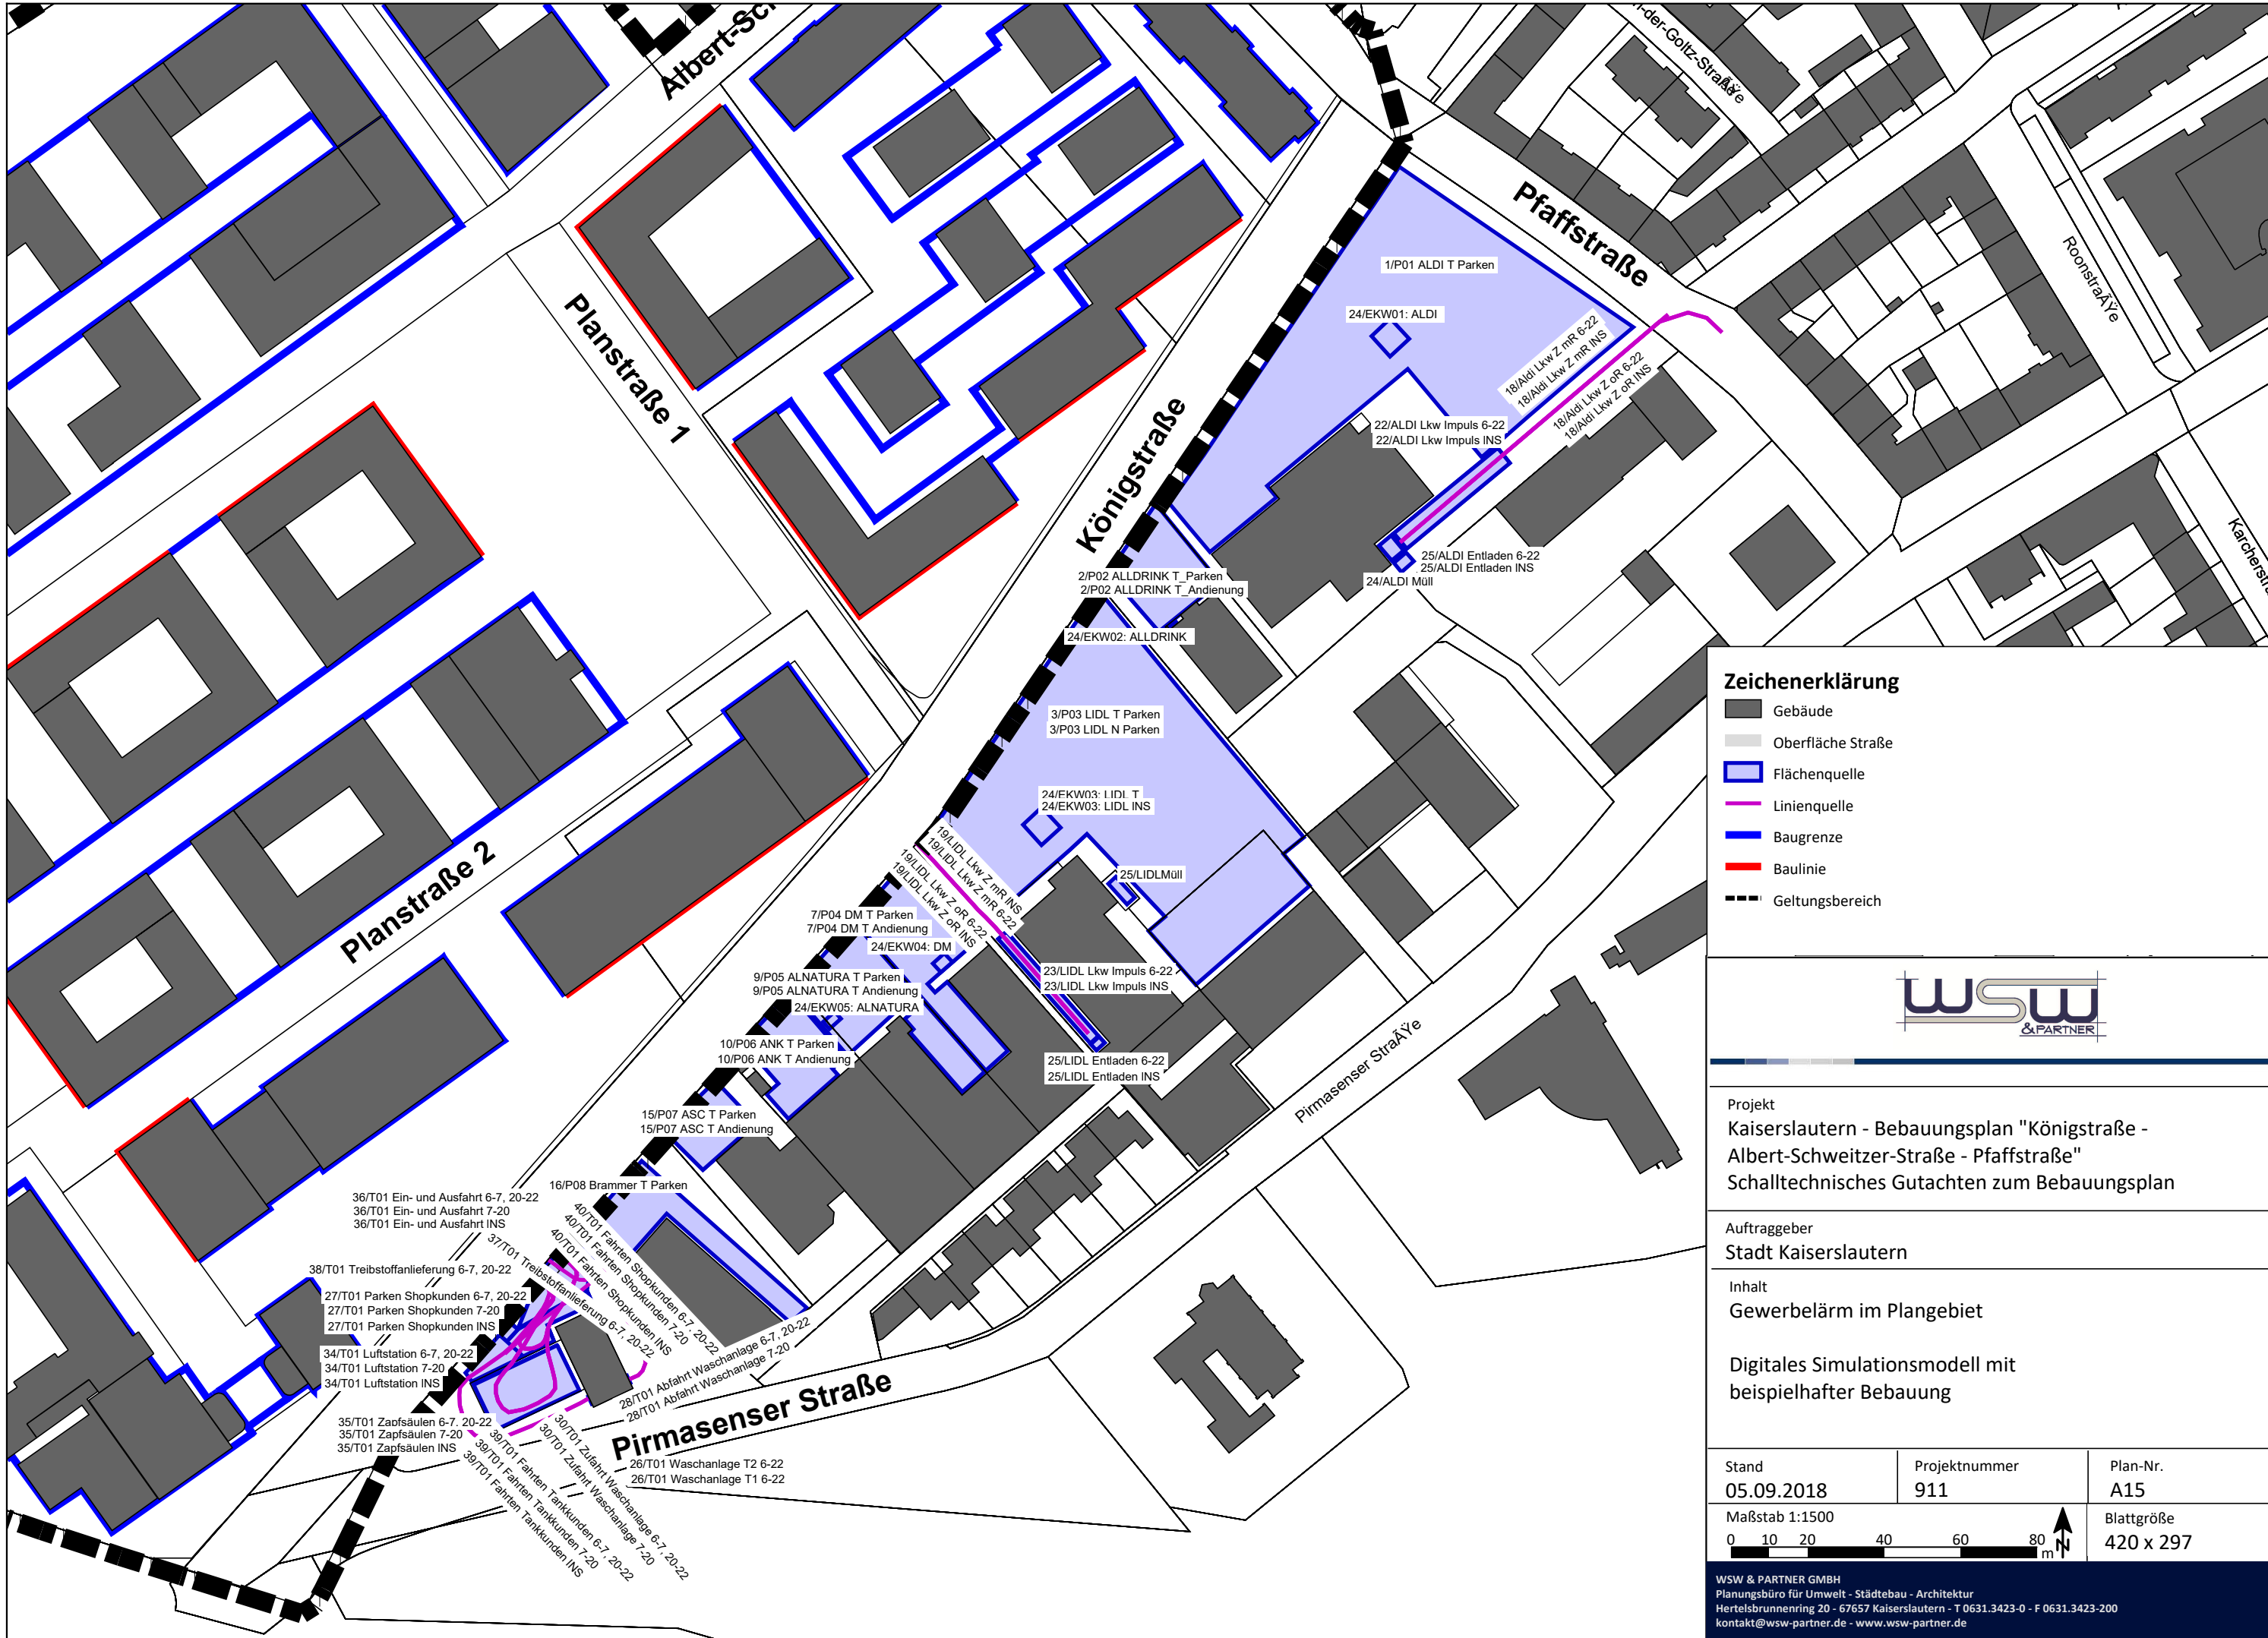 Albert-Sch
n-der-Goltz-StraÃŸe
Pfaffstraße
RoonstraÃŸe
Planstraße 1
Königstraße
1/P01 ALDI T Parken
24/EKW01: ALDI
18/Aldi Lkw Z mR 6-22
18/Aldi Lkw Z mR INS
18/Aldi Lkw Z oR 6-22
18/Aldi Lkw Z oR INS
22/ALDI Lkw Impuls 6-22
22/ALDI Lkw Impuls INS
25/ALDI Entladen 6-22
25/ALDI Entladen INS
24/ALDI Müll
2/P02 ALLDRINK T_Parken
2/P02 ALLDRINK T_Andienung
24/EKW02: ALLDRINK
3/P03 LIDL T Parken
3/P03 LIDL N Parken
24/EKW03: LIDL T
24/EKW03: LIDL INS
19/LIDL Lkw Z mR INS
19/LIDL Lkw Z mR 6-22
19/LIDL Lkw Z oR 6-22
19/LIDL Lkw Z oR INS
25/LIDLMüll
Planstraße 2
7/P04 DM T Parken
7/P04 DM T Andienung
24/EKW04: DM
9/P05 ALNATURA T Parken
9/P05 ALNATURA T Andienung
24/EKW05: ALNATURA
23/LIDL Lkw Impuls 6-22
23/LIDL Lkw Impuls INS
10/P06 ANK T Parken
10/P06 ANK T Andienung
25/LIDL Entladen 6-22
25/LIDL Entladen INS
Pirmasenser StraÃŸe
15/P07 ASC T Parken
15/P07 ASC T Andienung
16/P08 Brammer T Parken
36/T01 Ein- und Ausfahrt 6-7, 20-22
36/T01 Ein- und Ausfahrt 7-20
36/T01 Ein- und Ausfahrt INS
40/T01 Fahrten Shopkunden 6-7, 20-22
40/T01 Fahrten Shopkunden 7-20
40/T01 Fahrten Shopkunden INS
37/T01 Treibstoffanlieferung 6-7, 20-22
38/T01 Treibstoffanlieferung 6-7, 20-22
27/T01 Parken Shopkunden 6-7, 20-22
27/T01 Parken Shopkunden 7-20
27/T01 Parken Shopkunden INS
34/T01 Luftstation 6-7, 20-22
34/T01 Luftstation 7-20
34/T01 Luftstation INS
28/T01 Abfahrt Waschanlage 6-7, 20-22
28/T01 Abfahrt Waschanlage 7-20
35/T01 Zapfsäulen 6-7, 20-22
35/T01 Zapfsäulen 7-20
35/T01 Zapfsäulen INS
Pirmasenser Straße
26/T01 Waschanlage T2 6-22
26/T01 Waschanlage T1 6-22
30/T01 Zufahrt Waschanlage 6-7, 20-22
30/T01 Zufahrt Waschanlage 7-20
39/T01 Fahrten Tankkunden 6-7, 20-22
39/T01 Fahrten Tankkunden 7-20
39/T01 Fahrten Tankkunden INS
Zeichenerklärung
Gebäude
Oberfläche Straße
Flächenquelle
Linienquelle
Baugrenze
Baulinie
Geltungsbereich
WSW
&PARTNER
Projekt
Kaiserslautern - Bebauungsplan "Königstraße -
Albert-Schweitzer-Straße - Pfaffstraße"
Schalltechnisches Gutachten zum Bebauungsplan
Auftraggeber
Stadt Kaiserslautern
Inhalt
Gewerbelärm im Plangebiet
Digitales Simulationsmodell mit
beispielhafter Bebauung
Stand
05.09.2018
Projektnummer
911
Plan-Nr.
A15
Maßstab 1:1500
0 10 20 40 60 80
m N
Blattgröße
420 x 297
WSW & PARTNER GMBH
Planungsbüro für Umwelt - Städtebau - Architektur
Hertelsbrunnenring 20 - 67657 Kaiserslautern - T 0631.3423-0 - F 0631.3423-200
kontakt@wsw-partner.de - www.wsw-partner.de